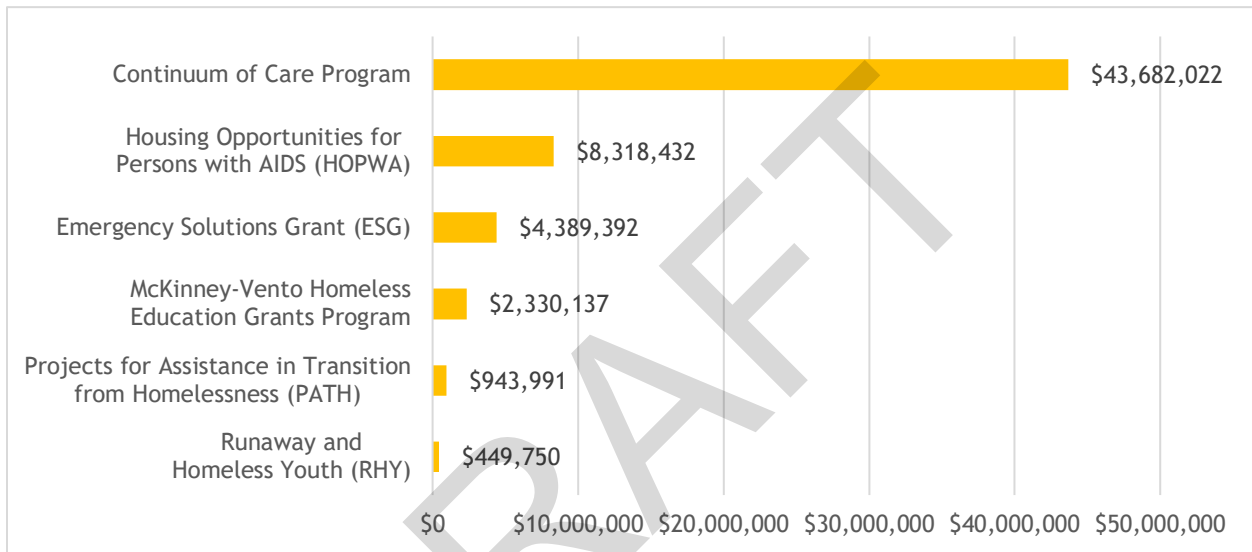 Continuum of Care Program
$43,682,022
Housing Opportunities for
Persons with AIDS (HOPWA)
$8,318,432
Emergency Solutions Grant (ESG)
$4,389,392
McKinney-Vento Homeless
Education Grants Program
$2,330,137
Projects for Assistance in Transition
from Homelessness (PATH)
$943,991
Runaway and
Homeless Youth (RHY)
$449,750
$0 $10,000,000 $20,000,000 $30,000,000 $40,000,000 $50,000,000
RAFT